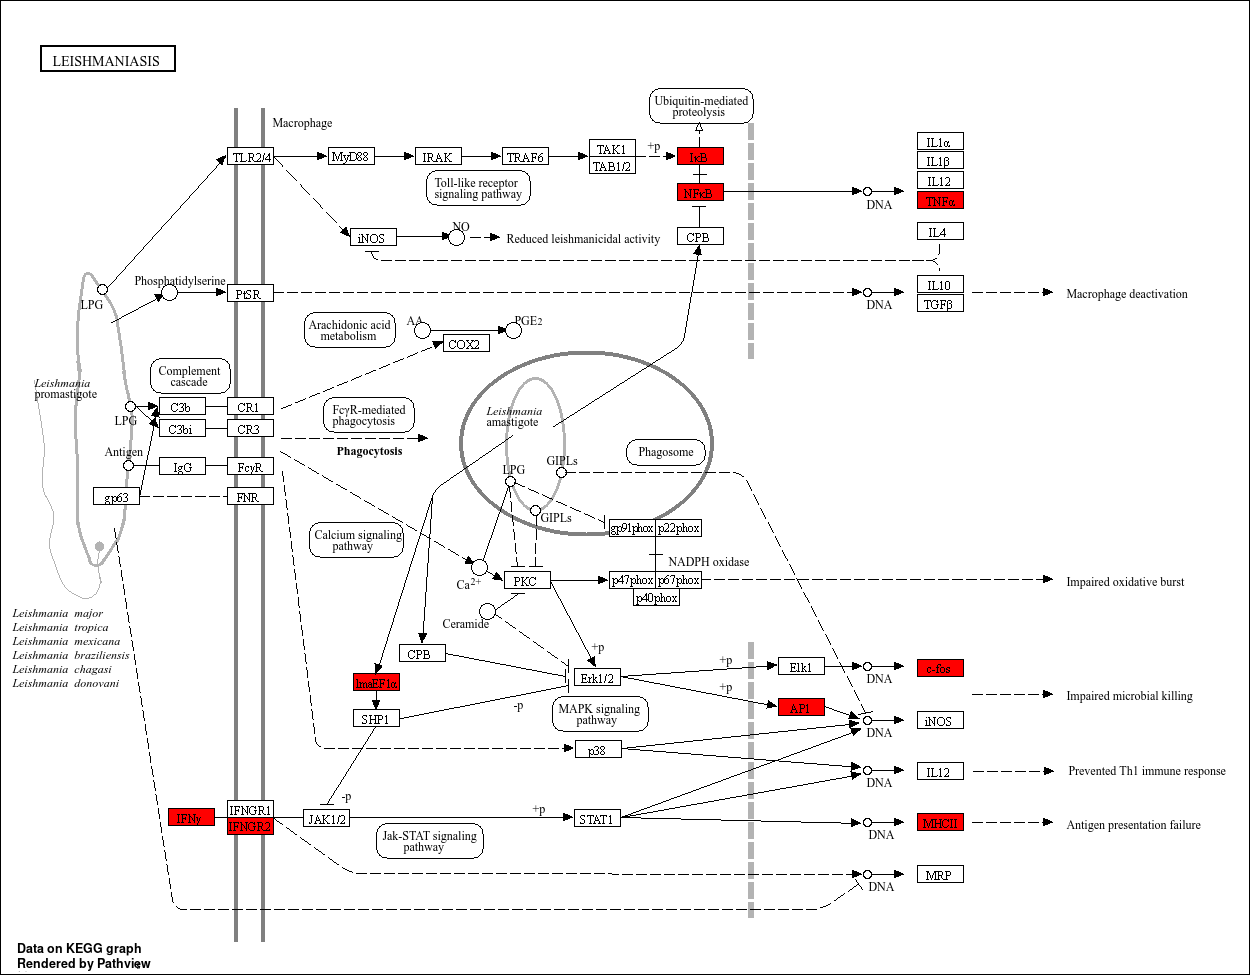 LEISHMANIASIS
Macrophage
Ubiquitin-mediated
proteolysis
TLR2/4
MyD88
IRAK
TRAF6
TAK1
TAB1/2
+p
IκB
NFκB
CPB
Toll-like receptor
signaling pathway
iNOS
NO
Reduced leishmanicidal activity
DNA
IL1α
IL1β
IL12
TNFα
IL4
IL10
TGFβ
Macrophage deactivation
DNA
LPG
Phosphatidylserine
PtSR
Arachidonic acid
metabolism
AA
PGE2
COX2
Leishmania
promastigote
Complement
cascade
LPG
C3b
CR1
C3bi
CR3
FcγR-mediated
phagocytosis
Phagocytosis
Antigen
IgG
FcγR
gp63
FNR
Leishmania
amastigote
Phagosome
LPG
GIPLs
GIPLs
gp91phox
p22phox
NADPH oxidase
p47phox
p67phox
p40phox
Impaired oxidative burst
Calcium signaling
pathway
Ca2+
PKC
Ceramide
Leishmania major
Leishmania tropica
Leishmania mexicana
Leishmania braziliensis
Leishmania chagasi
Leishmania donovani
CPB
lmaEF1α
SHP1
+p
Erk1/2
-p
MAPK signaling
pathway
+p
+p
Elk1
AP1
DNA
c-fos
Impaired microbial killing
DNA
iNOS
p38
DNA
IL12
Prevented Th1 immune response
IFNγ
IFNGR1
IFNGR2
-p
JAK1/2
+p
STAT1
Jak-STAT signaling
pathway
DNA
MHCII
Antigen presentation failure
DNA
MRP
Data on KEGG graph
Rendered by Pathview